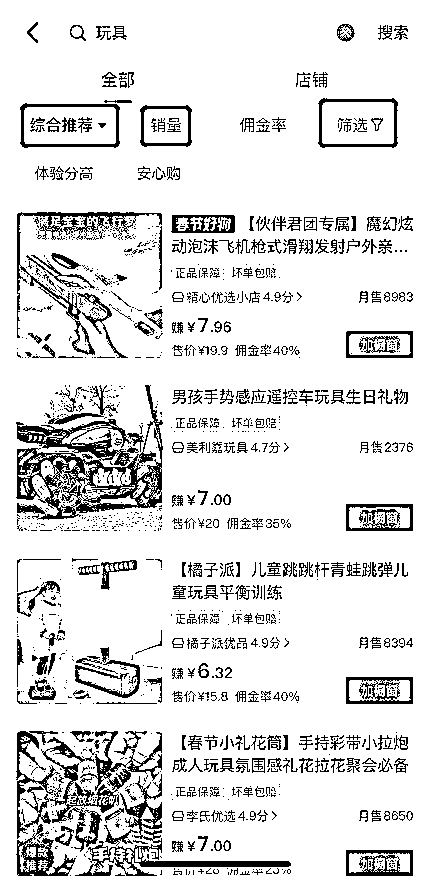 玩具
搜索
全部
店铺
综合推荐
销量
佣金率
筛选
体验分高
安心购
春节好物 【伙伴君团专属】魔幻炫
动泡沫飞机枪式滑翔发射户外亲...
正品保障 坏单包赔
精心优选小店 4.9分>
月售8983
赚 ¥7.96
售价¥19.9 佣金率40%
加橱窗
男孩手势感应遥控车玩具生日礼物
正品保障 坏单包赔
美利嘉玩具 4.7分>
月售2376
赚 ¥7.00
售价¥20 佣金率35%
加橱窗
【橘子派】儿童跳跳杆青蛙跳弹儿
童玩具平衡训练
正品保障 坏单包赔
橘子派优品 4.9分>
月售8394
赚 ¥6.32
售价¥15.8 佣金率40%
加橱窗
【春节小礼花筒】手持彩带小拉炮
成人玩具氛围感礼花拉花聚会必备
正品保障 坏单包赔
李氏优选 4.9分>
月售8650
赚 ¥7.00
加橱窗
爆款
推荐